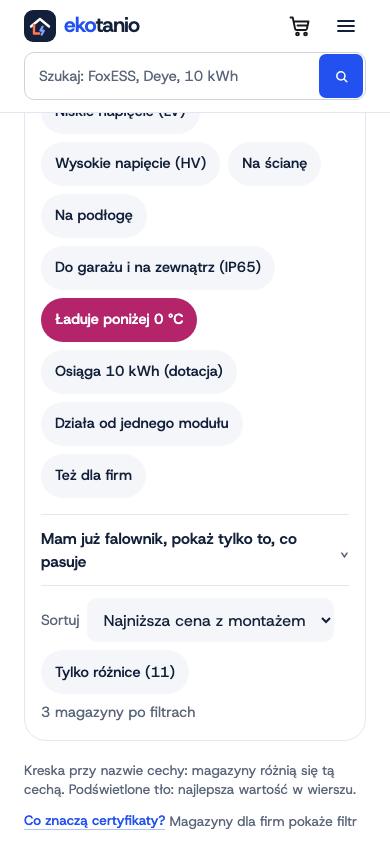 ekotanio
Szukaj: FoxESS, Deye, 10 kWh
Niskie napięcie (LV)
Wysokie napięcie (HV)
Na ścianę
Na podłogę
Do garażu i na zewnątrz (IP65)
Ładuje poniżej 0 °C
Osiąga 10 kWh (dotacja)
Działa od jednego modułu
Też dla firm
Mam już falownik, pokaż tylko to, co
pasuje
Sortuj
Najniższa cena z montażem
Tylko różnice (11)
3 magazyny po filtrach
Kreska przy nazwie cechy: magazyny różnią się tą
cechą. Podświetlone tło: najlepsza wartość w wierszu.
Co znaczą certyfikaty? Magazyny dla firm pokaże filtr